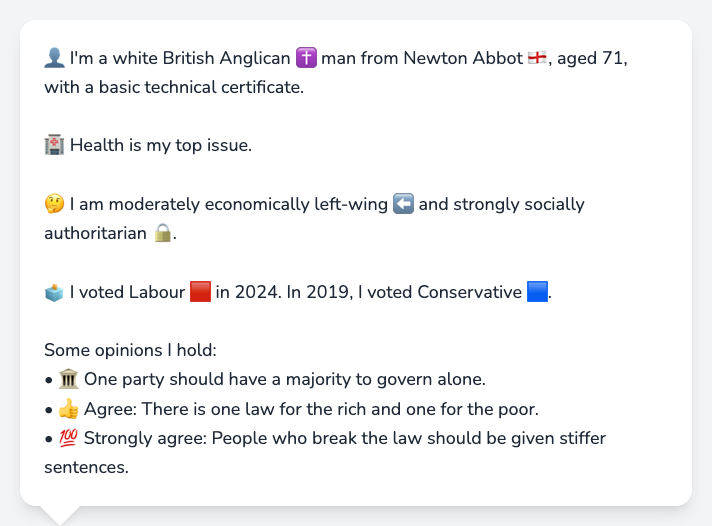 👤 I'm a white British Anglican ✝️ man from Newton Abbot 🏴󠁧󠁢󠁥󠁮󠁧󠁿, aged 71,
with a basic technical certificate.
🏥 Health is my top issue.
🤔 I am moderately economically left-wing ⬅️ and strongly socially
authoritarian 🔒.
🗳️ I voted Labour 🟥 in 2024. In 2019, I voted Conservative 🟦.
Some opinions I hold:
• 🏛️ One party should have a majority to govern alone.
• 👍 Agree: There is one law for the rich and one for the poor.
• 💯 Strongly agree: People who break the law should be given stiffer
sentences.